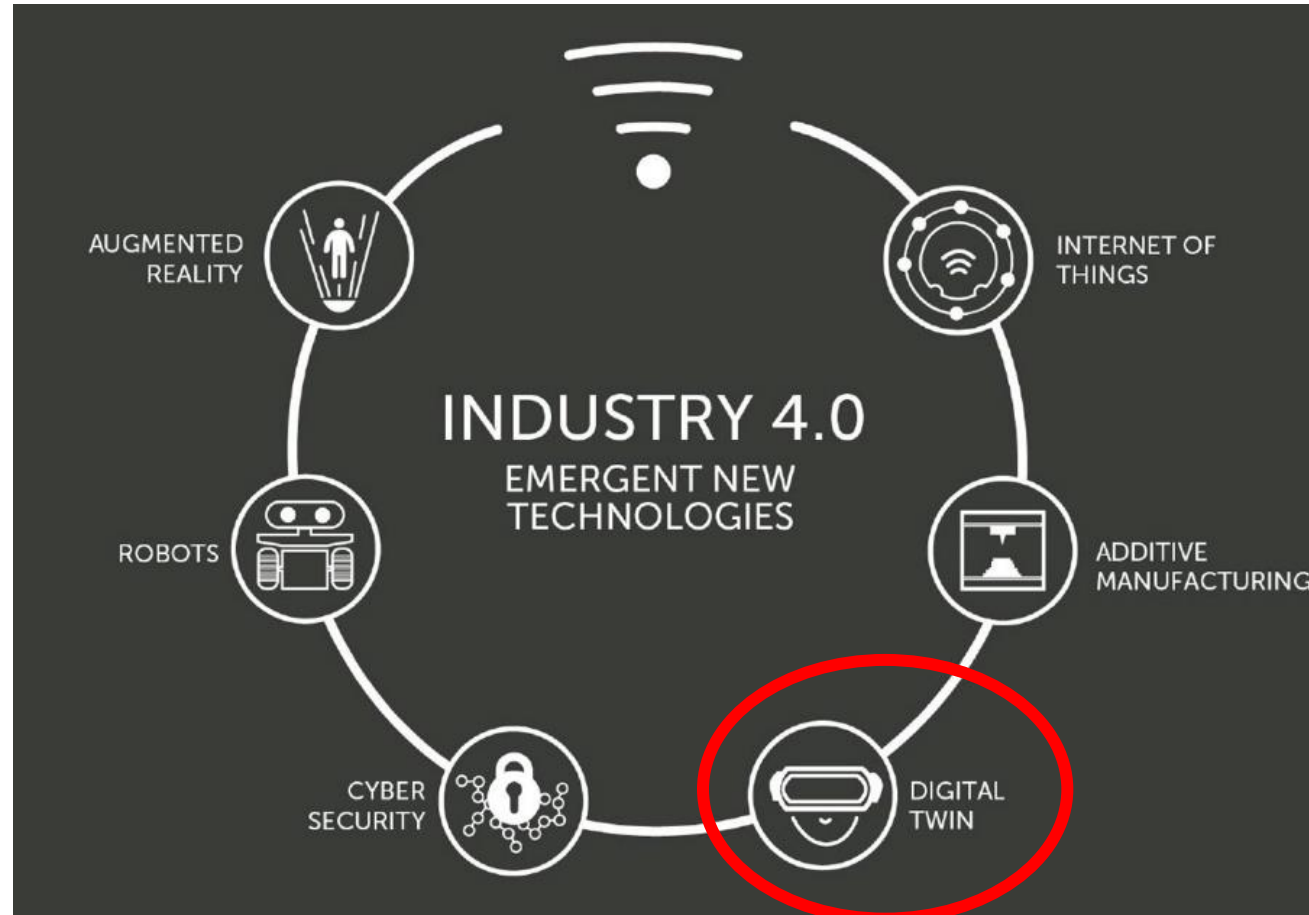 AUGMENTED
REALITY
INTERNET OF
THINGS
INDUSTRY 4.0
EMERGENT NEW
TECHNOLOGIES
ROBOTS
ADDITIVE
MANUFACTURING
CYBER
SECURITY
DIGITAL
TWIN